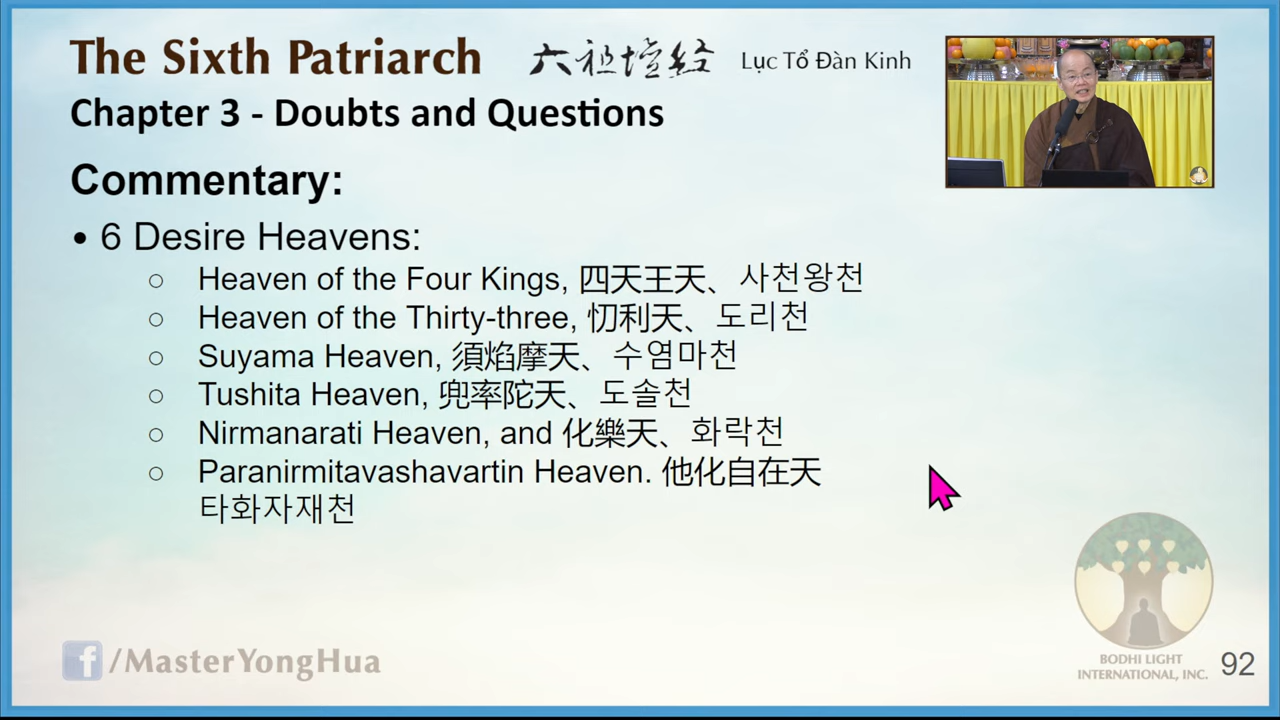 The Sixth Patriarch 六祖壇経 Lục Tổ Đàn Kinh
Chapter 3 - Doubts and Questions
Commentary:
• 6 Desire Heavens:
○ Heaven of the Four Kings, 四天王天、사천왕천
○ Heaven of the Thirty-three, 忉利天、도리천
○ Suyama Heaven, 須焰摩天、수염마천
○ Tushita Heaven, 兜率陀天、도솔천
○ Nirmanarati Heaven, and 化樂天、화락천
○ Paranirmitavashavartin Heaven. 他化自在天
타화자재천
f/MasterYongHua
BODHI LIGHT
INTERNATIONAL, INC.
92